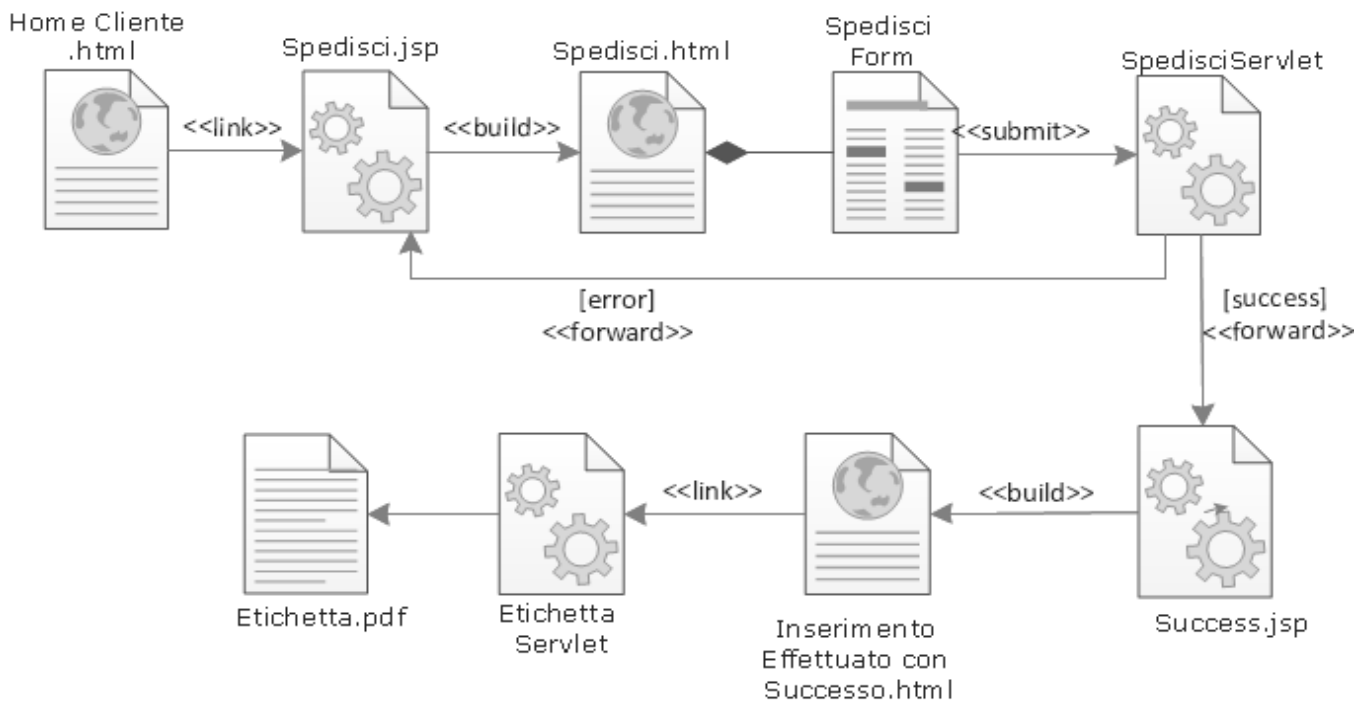 Home Cliente
.html
Spedisci.jsp
Spedisci.html
Spedisci
Form
SpedisciServlet
<<link>>
<<build>>
<<submit>>
[error]
<<forward>>
[success]
<<forward>>
<<link>>
<<build>>
Etichetta.pdf
Etichetta
Servlet
Inserimento
Effettuato con
Successo.html
Success.jsp